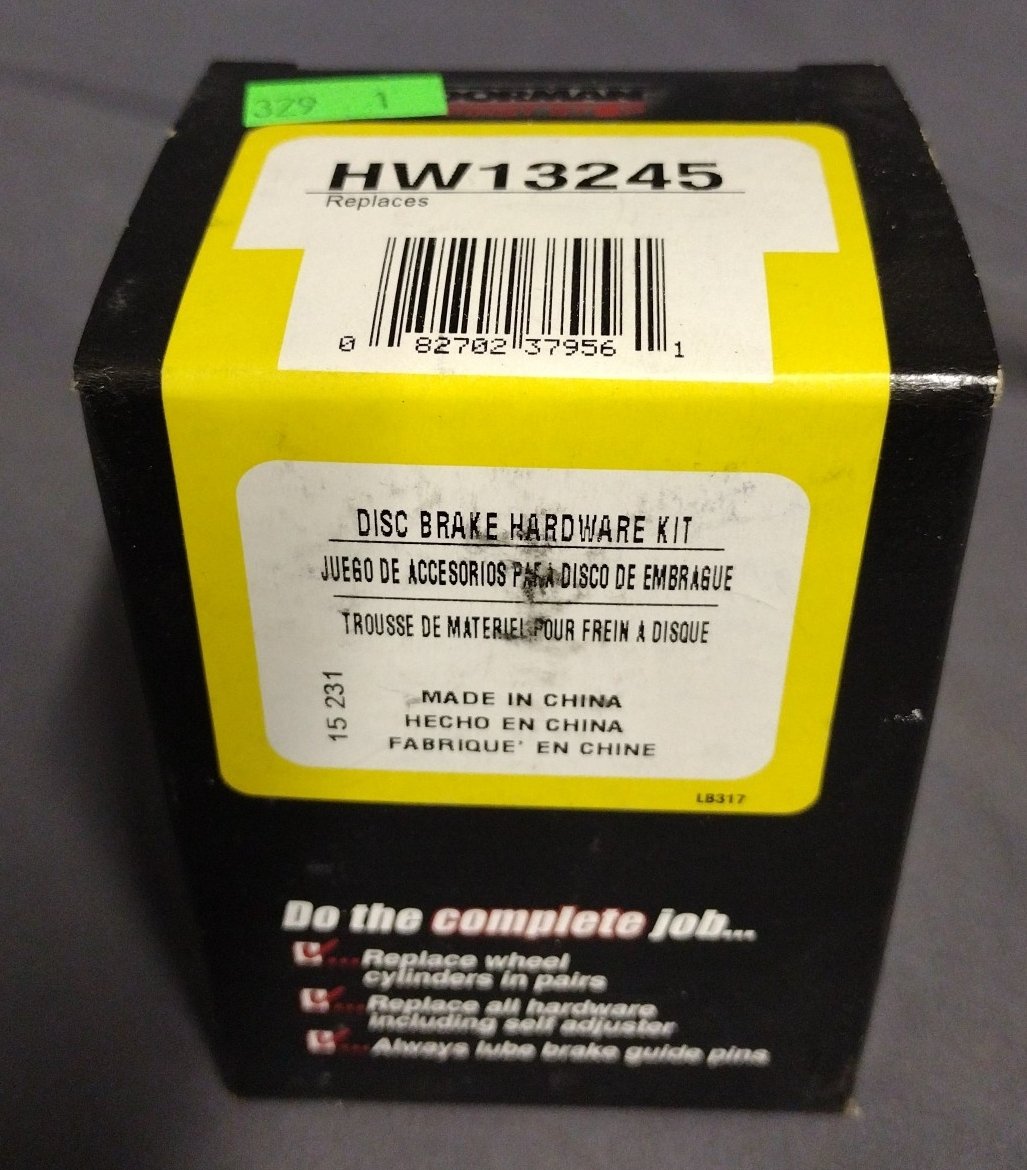 329 1
DORMAN
HW13245
Replaces
0 82702 37956 1
DISC BRAKE HARDWARE KIT
JUEGO DE ACCESORIOS PARA DISCO DE EMBRAGUE
TROUSSE DE MATERIEL POUR FREIN A DISQUE
15 231
MADE IN CHINA
HECHO EN CHINA
FABRIQUE' EN CHINE
LB317
Do the complete job...
...Replace wheel
cylinders in pairs
...Replace all hardware
including self adjuster
...Always lube brake guide pins